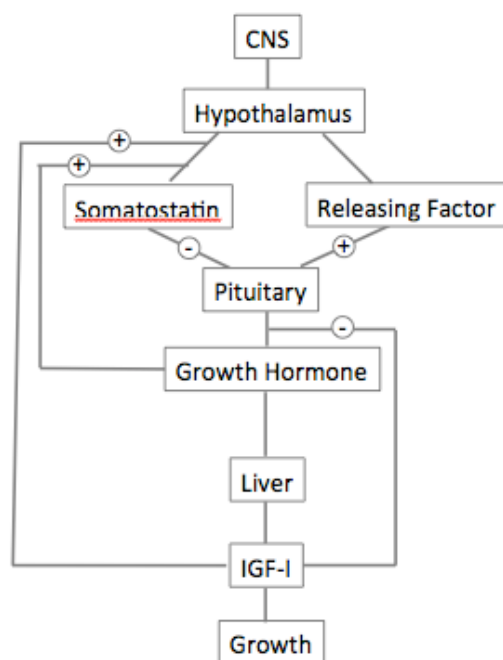 CNS
Hypothalamus
+
+
Somatostatin
Releasing Factor
-
+
Pituitary
-
Growth Hormone
Liver
IGF-I
Growth